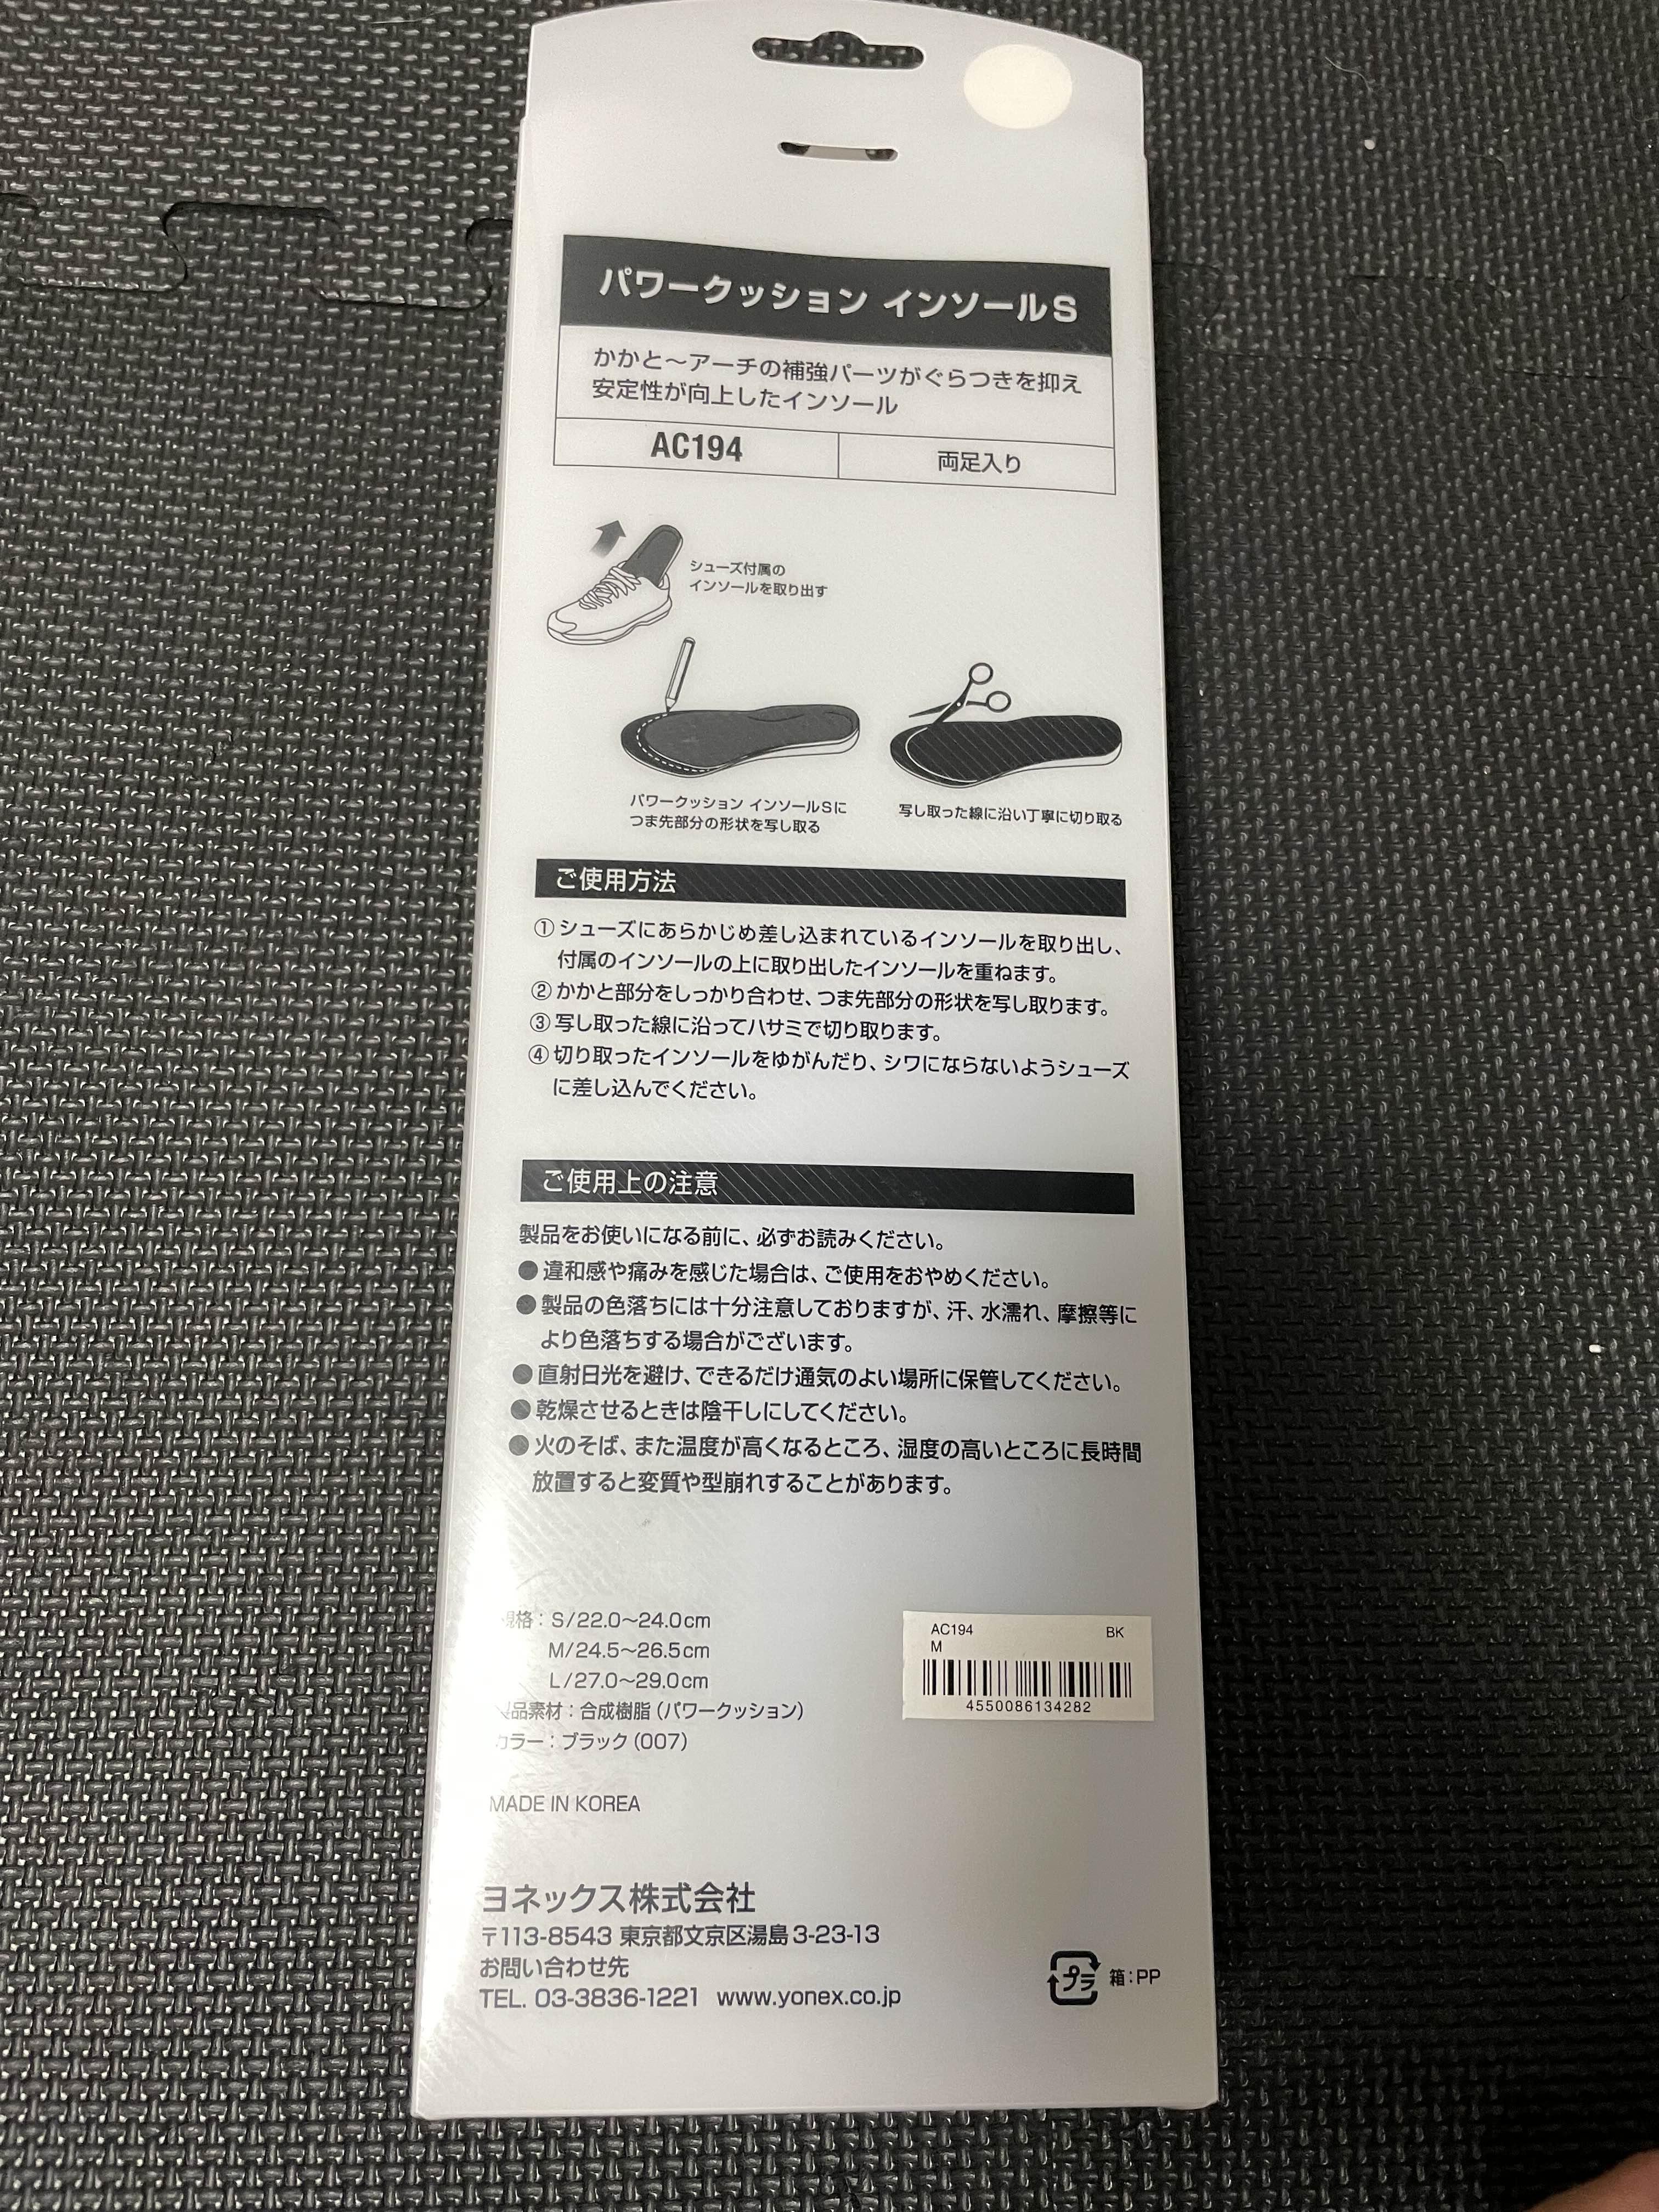 パワークッション インソールS
かかと〜アーチの補強パーツがぐらつきを抑え
安定性が向上したインソール
AC194
両足入り
シューズ付属の
インソールを取り出す
パワークッション インソールSに
つま先部分の形状を写し取る
写し取った線に沿い丁寧に切り取る
ご使用方法
①シューズにあらかじめ差し込まれているインソールを取り出し、
付属のインソールの上に取り出したインソールを重ねます。
②かかと部分をしっかり合わせ、つま先部分の形状を写し取ります。
③写し取った線に沿ってハサミで切り取ります。
④切り取ったインソールをゆがんだり、シワにならないようシューズ
に差し込んでください。
ご使用上の注意
製品をお使いになる前に、必ずお読みください。
●違和感や痛みを感じた場合は、ご使用をおやめください。
●製品の色落ちには十分注意しておりますが、汗、水濡れ、摩擦等に
より色落ちする場合がございます。
●直射日光を避け、できるだけ通気のよい場所に保管してください。
●乾燥させるときは陰干しにしてください。
●火のそば、また温度が高くなるところ、湿度の高いところに長時間
放置すると変質や型崩れすることがあります。
規格：S/22.0〜24.0cm
M/24.5〜26.5cm
L/27.0〜29.0cm
製品素材：合成樹脂（パワークッション）
カラー：ブラック（007）
AC194 BK
M
4550086134282
MADE IN KOREA
ヨネックス株式会社
〒113-8543 東京都文京区湯島3-23-13
お問い合わせ先
TEL. 03-3836-1221 www.yonex.co.jp
プラ 箱：PP